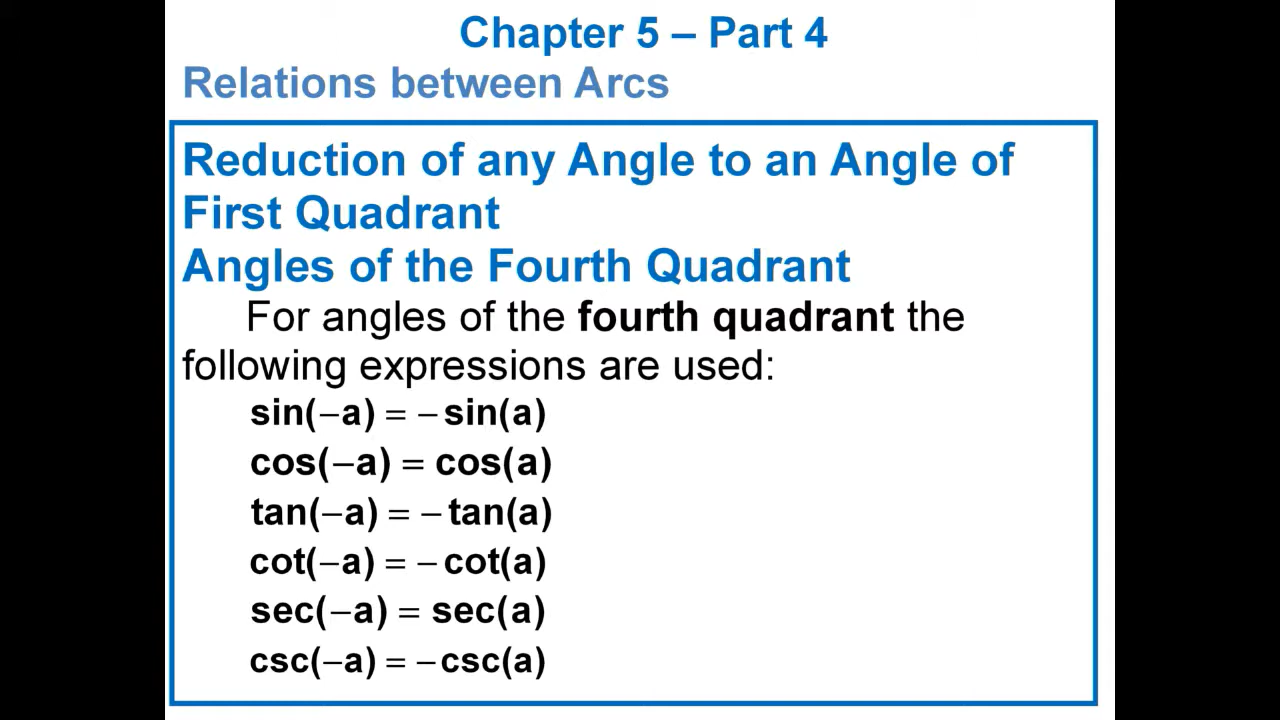 Chapter 5 – Part 4
Relations between Arcs
Reduction of any Angle to an Angle of
First Quadrant
Angles of the Fourth Quadrant
For angles of the fourth quadrant the
following expressions are used:
sin(−a) = − sin(a)
cos(−a) = cos(a)
tan(−a) = − tan(a)
cot(−a) = − cot(a)
sec(−a) = sec(a)
csc(−a) = −csc(a)